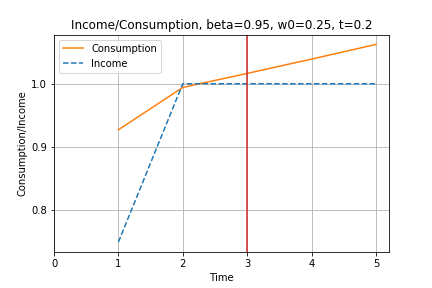 Income/Consumption, beta=0.95, w0=0.25, t=0.2
Consumption
Income
Consumption/Income
1.0
0.9
0.8
0 1 2 3 4 5
Time